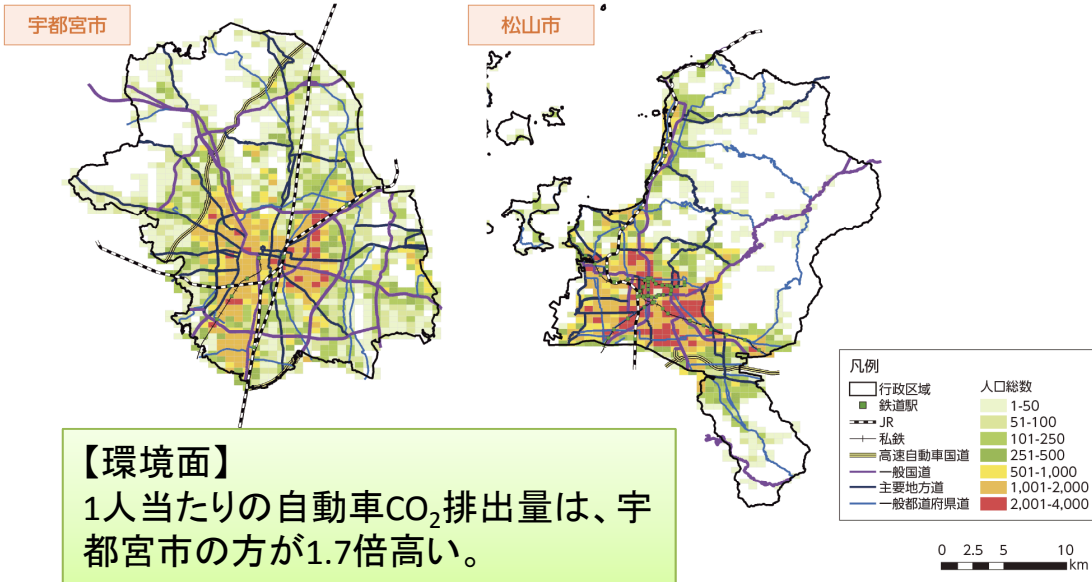 宇都宮市
松山市
【環境面】
1人当たりの自動車CO₂排出量は、宇
都宮市の方が1.7倍高い。
凡例
行政区域
鉄道駅
JR
私鉄
高速自動車国道
一般国道
主要地方道
一般都道府県道
人口総数
1-50
51-100
101-250
251-500
501-1,000
1,001-2,000
2,001-4,000
0 2.5 5 10
km